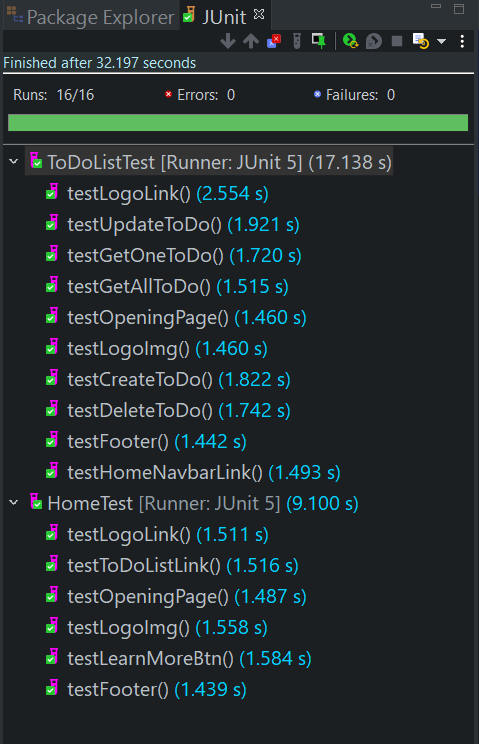 Package Explorer JUnit
Finished after 32.197 seconds
Runs: 16/16 Errors: 0 Failures: 0
ToDoListTest [Runner: JUnit 5] (17.138 s)
testLogoLink() (2.554 s)
testUpdateToDo() (1.921 s)
testGetOneToDo() (1.720 s)
testGetAllToDo() (1.515 s)
testOpeningPage() (1.460 s)
testLogoImg() (1.460 s)
testCreateToDo() (1.822 s)
testDeleteToDo() (1.742 s)
testFooter() (1.442 s)
testHomeNavbarLink() (1.493 s)
HomeTest [Runner: JUnit 5] (9.100 s)
testLogoLink() (1.511 s)
testToDoListLink() (1.516 s)
testOpeningPage() (1.487 s)
testLogoImg() (1.558 s)
testLearnMoreBtn() (1.584 s)
testFooter() (1.439 s)